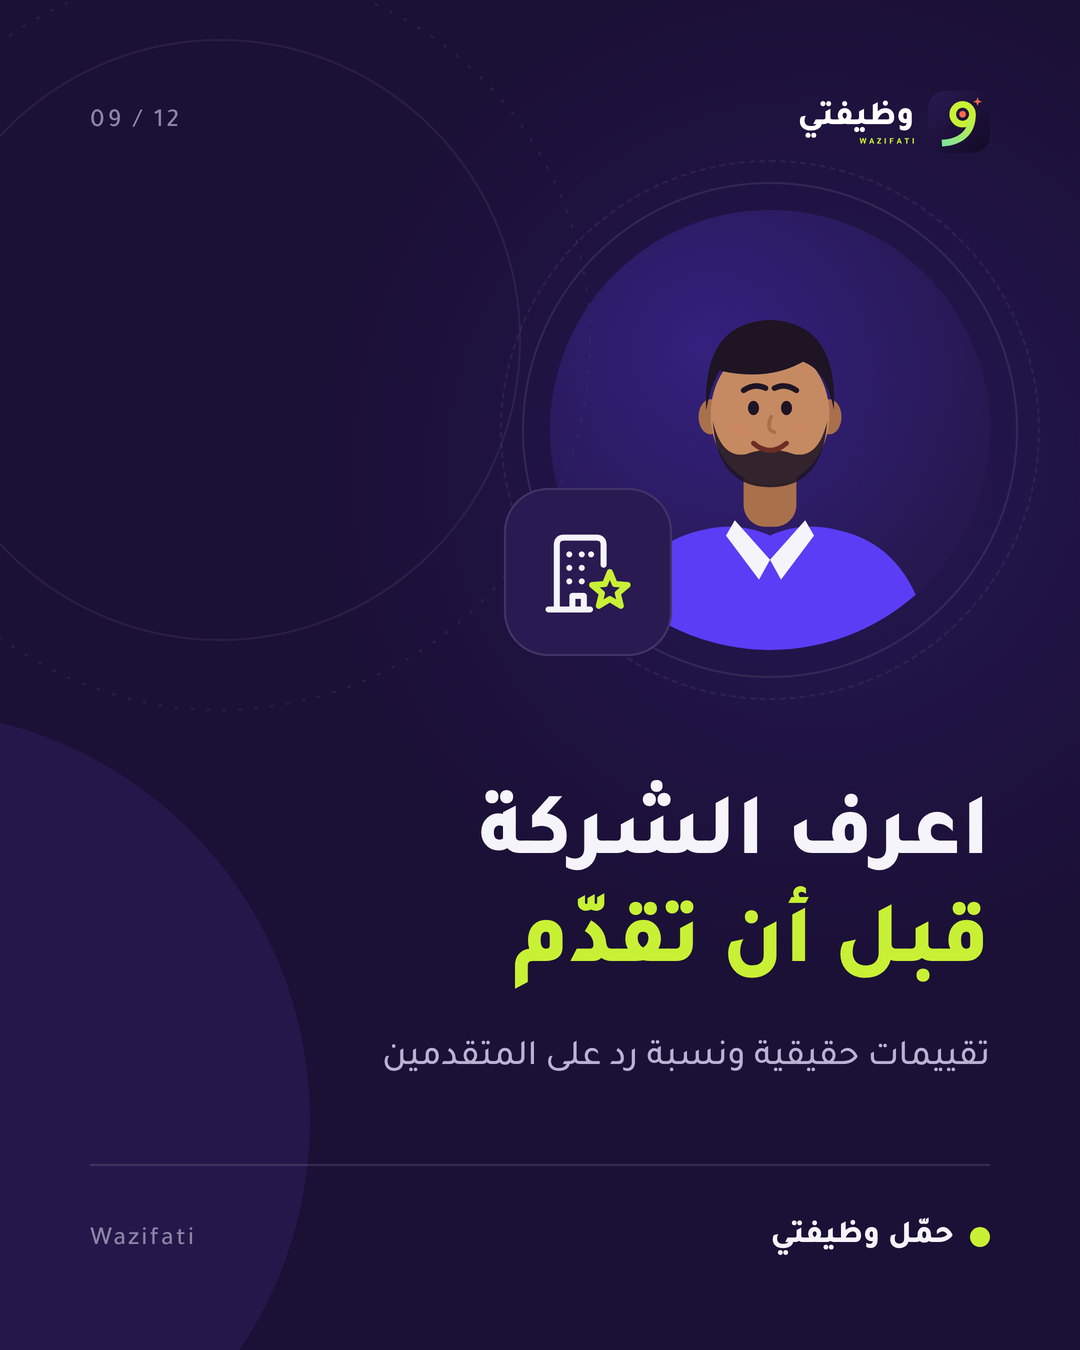 09 / 12
وظيفتي
WAZIFATI
اعرف الشركة
قبل أن تقدّم
تقييمات حقيقية ونسبة رد على المتقدمين
حمّل وظيفتي
Wazifati